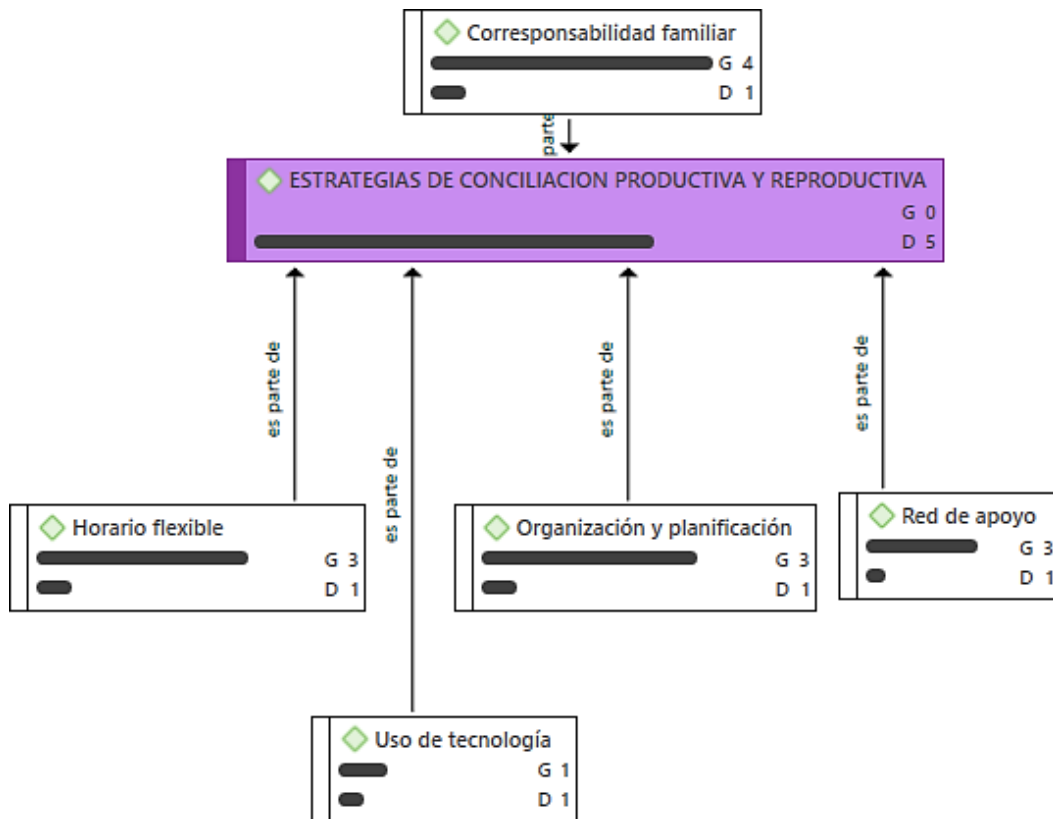 Corresponsabilidad familiar
G 4
D 1
parte
ESTRATEGIAS DE CONCILIACION PRODUCTIVA Y REPRODUCTIVA
G 0
D 5
es parte de
es parte de
es parte de
es parte de
Horario flexible
G 3
D 1
Organización y planificación
G 3
D 1
Red de apoyo
G 3
D 1
Uso de tecnología
G 1
D 1